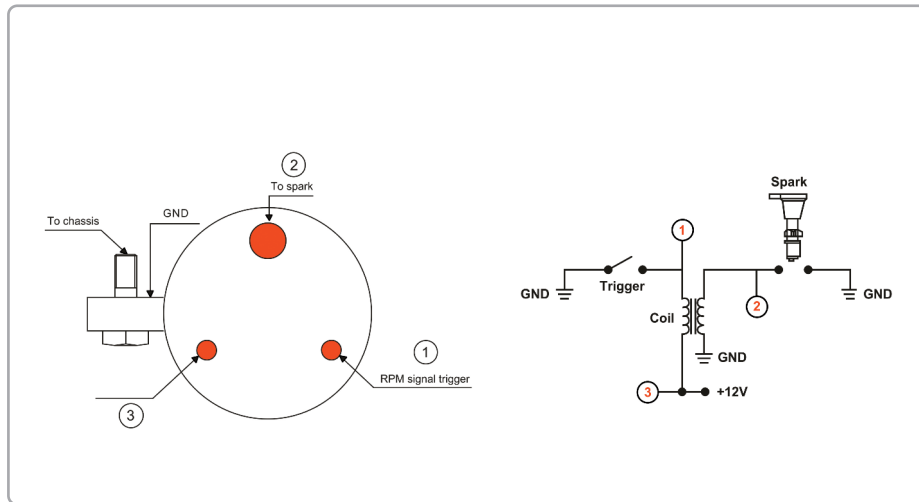 2
To spark
To chassis
GND
1
RPM signal trigger
3
Spark
1
GND
Trigger
2
GND
Coil
GND
3
+12V